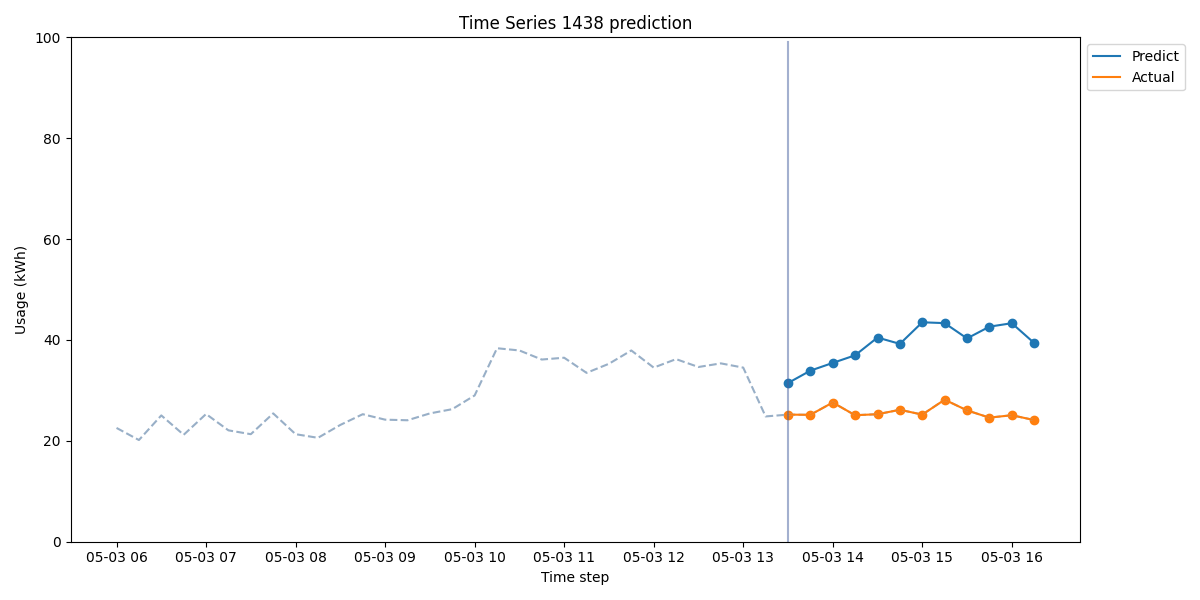 Time Series 1438 prediction
100
80
60
40
20
0
Usage (kWh)
05-03 06 05-03 07 05-03 08 05-03 09 05-03 10 05-03 11 05-03 12 05-03 13 05-03 14 05-03 15 05-03 16
Time step
Predict
Actual